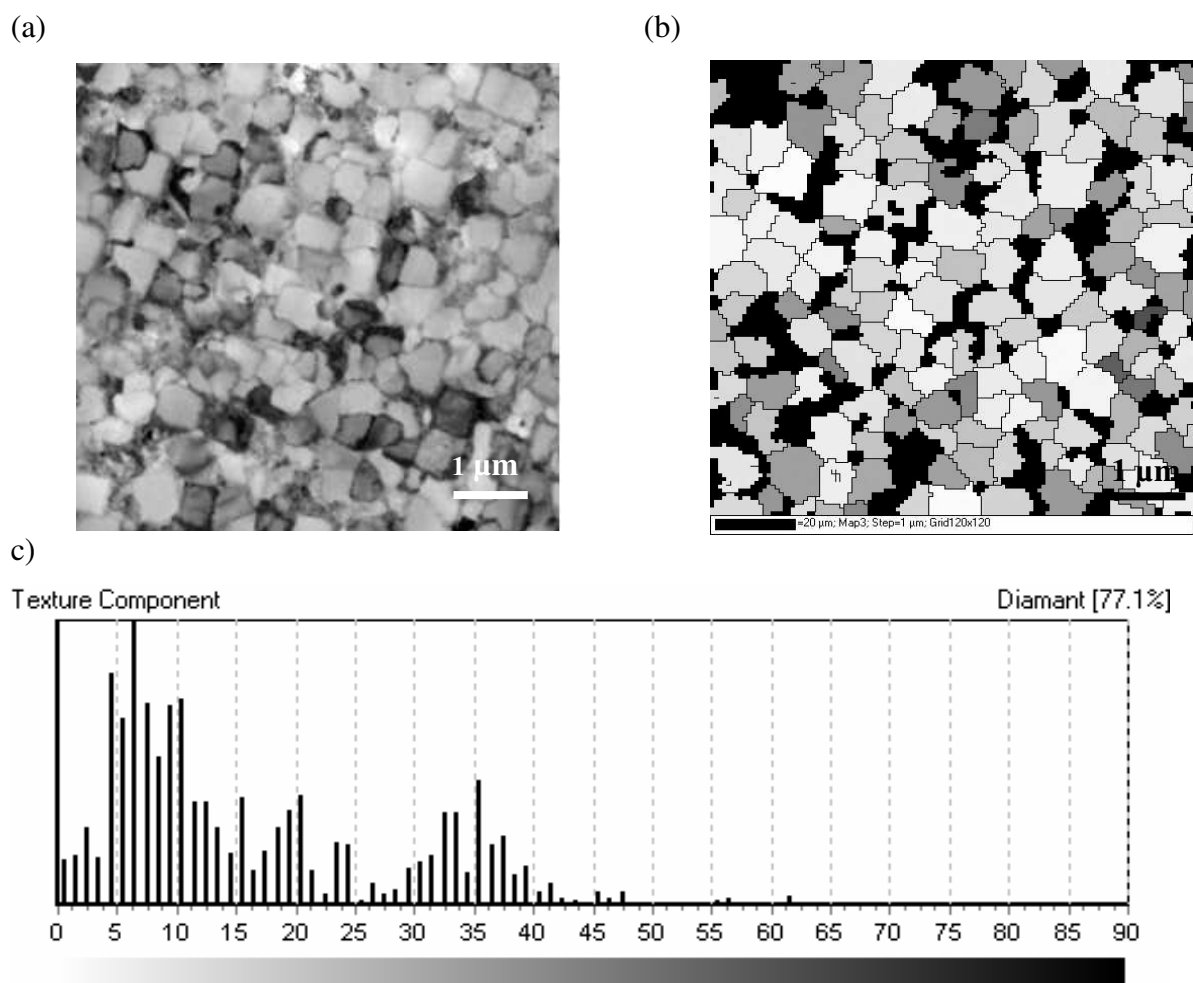 (a)
(b)
1 µm
1 µm
=20 µm; Map3; Step=1 µm; Grid120x120
c)
Texture Component
Diamant [77.1%]
0 5 10 15 20 25 30 35 40 45 50 55 60 65 70 75 80 85 90